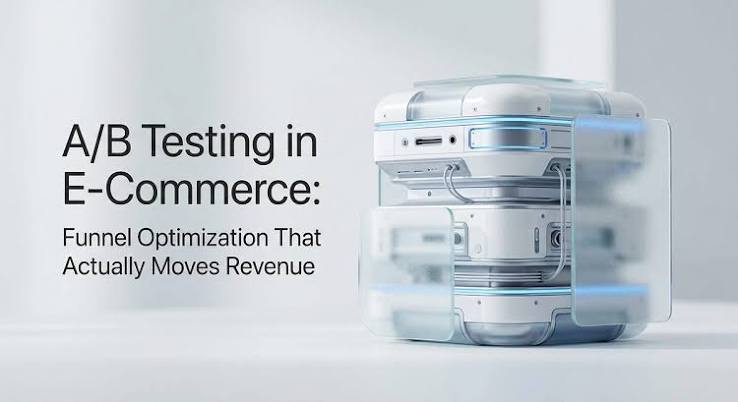 A/B Testing in
E-Commerce:
Funnel Optimization That
Actually Moves Revenue